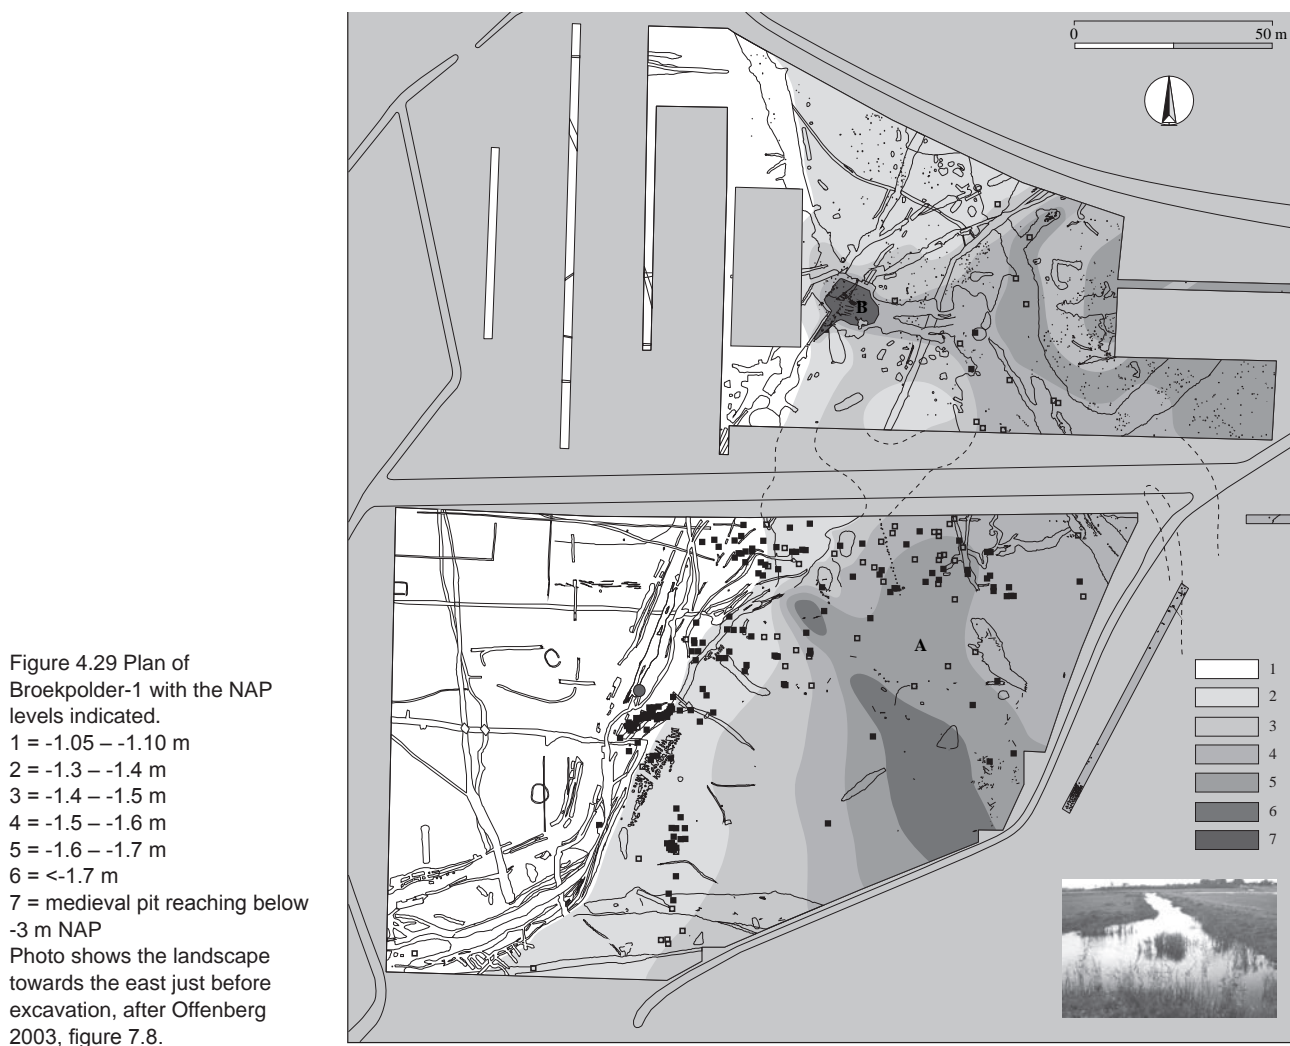 0 50 m
B
A
1
2
3
4
5
6
7
Figure 4.29 Plan of
Broekpolder-1 with the NAP
levels indicated.
1 = -1.05 – -1.10 m
2 = -1.3 – -1.4 m
3 = -1.4 – -1.5 m
4 = -1.5 – -1.6 m
5 = -1.6 – -1.7 m
6 = <-1.7 m
7 = medieval pit reaching below
-3 m NAP
Photo shows the landscape
towards the east just before
excavation, after Offenberg
2003, figure 7.8.